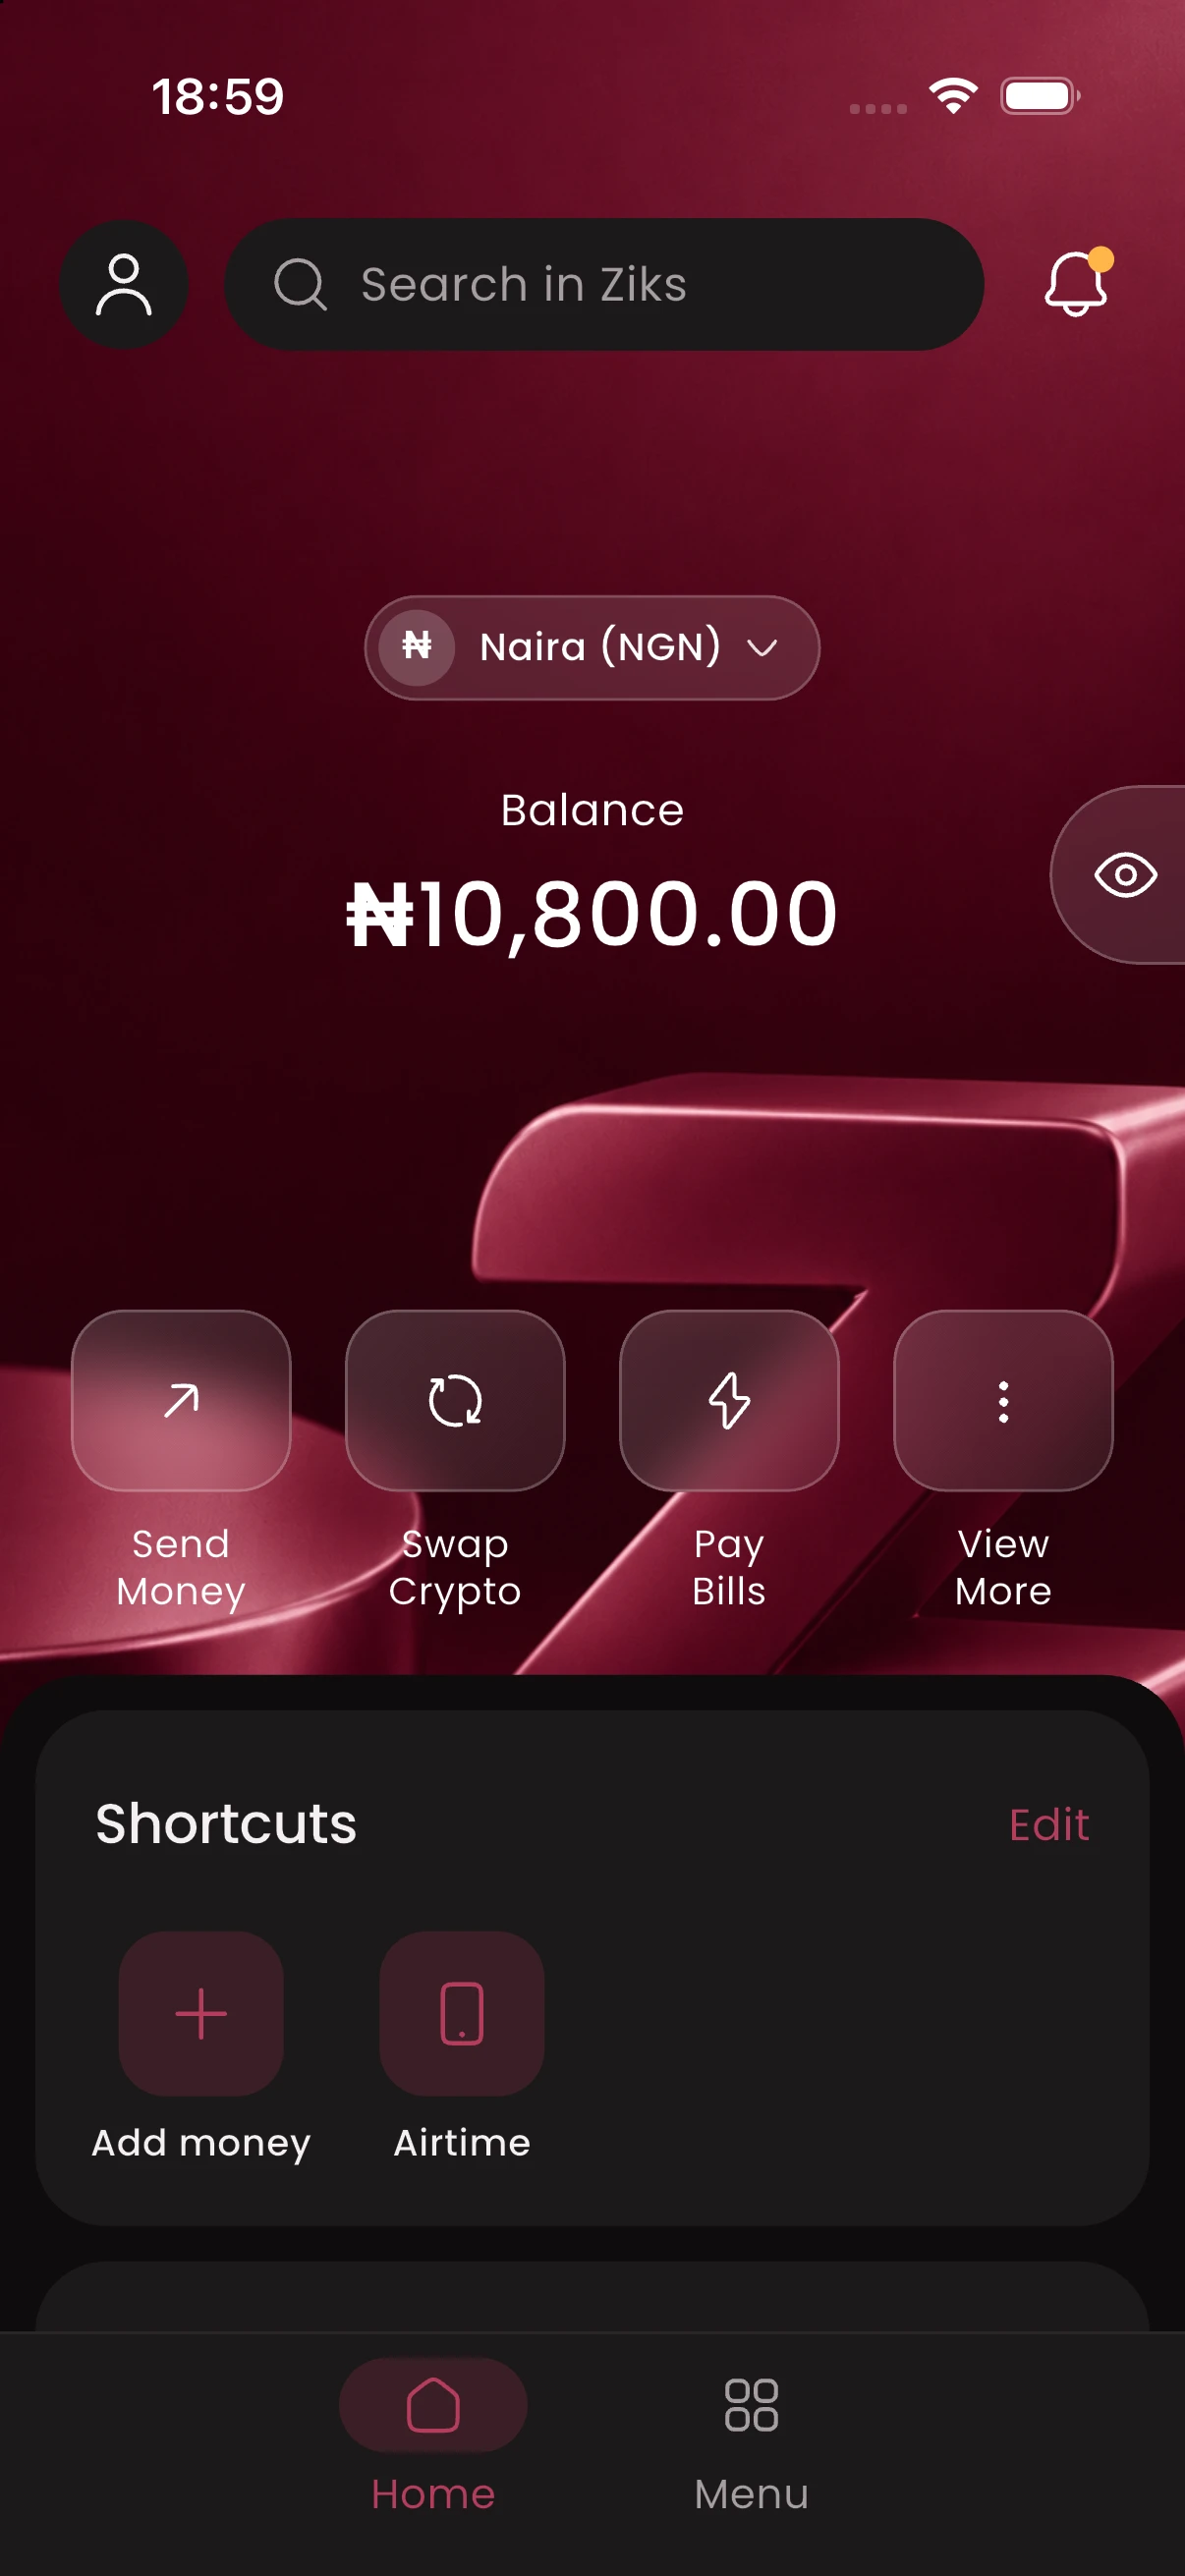 18:59
Search in Ziks
₦ Naira (NGN)
Balance
₦10,800.00
Send Money
Swap Crypto
Pay Bills
View More
Shortcuts
Edit
Add money
Airtime
Home
Menu